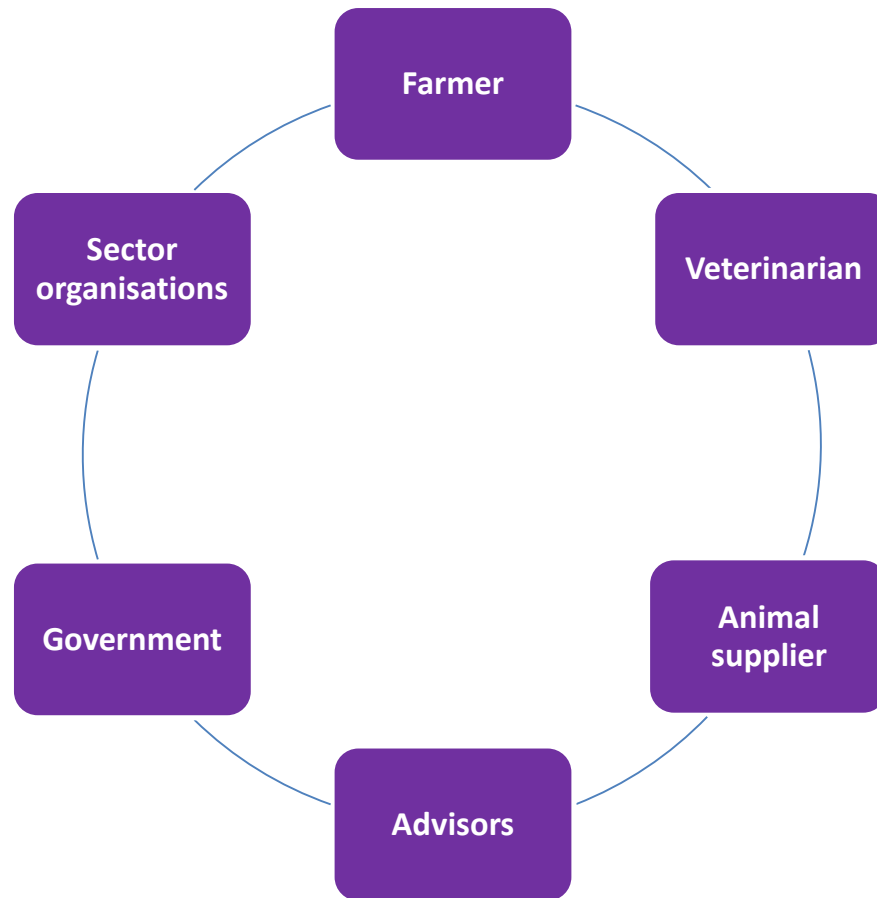 Farmer
Sector
organisations
Veterinarian
Government
Animal
supplier
Advisors